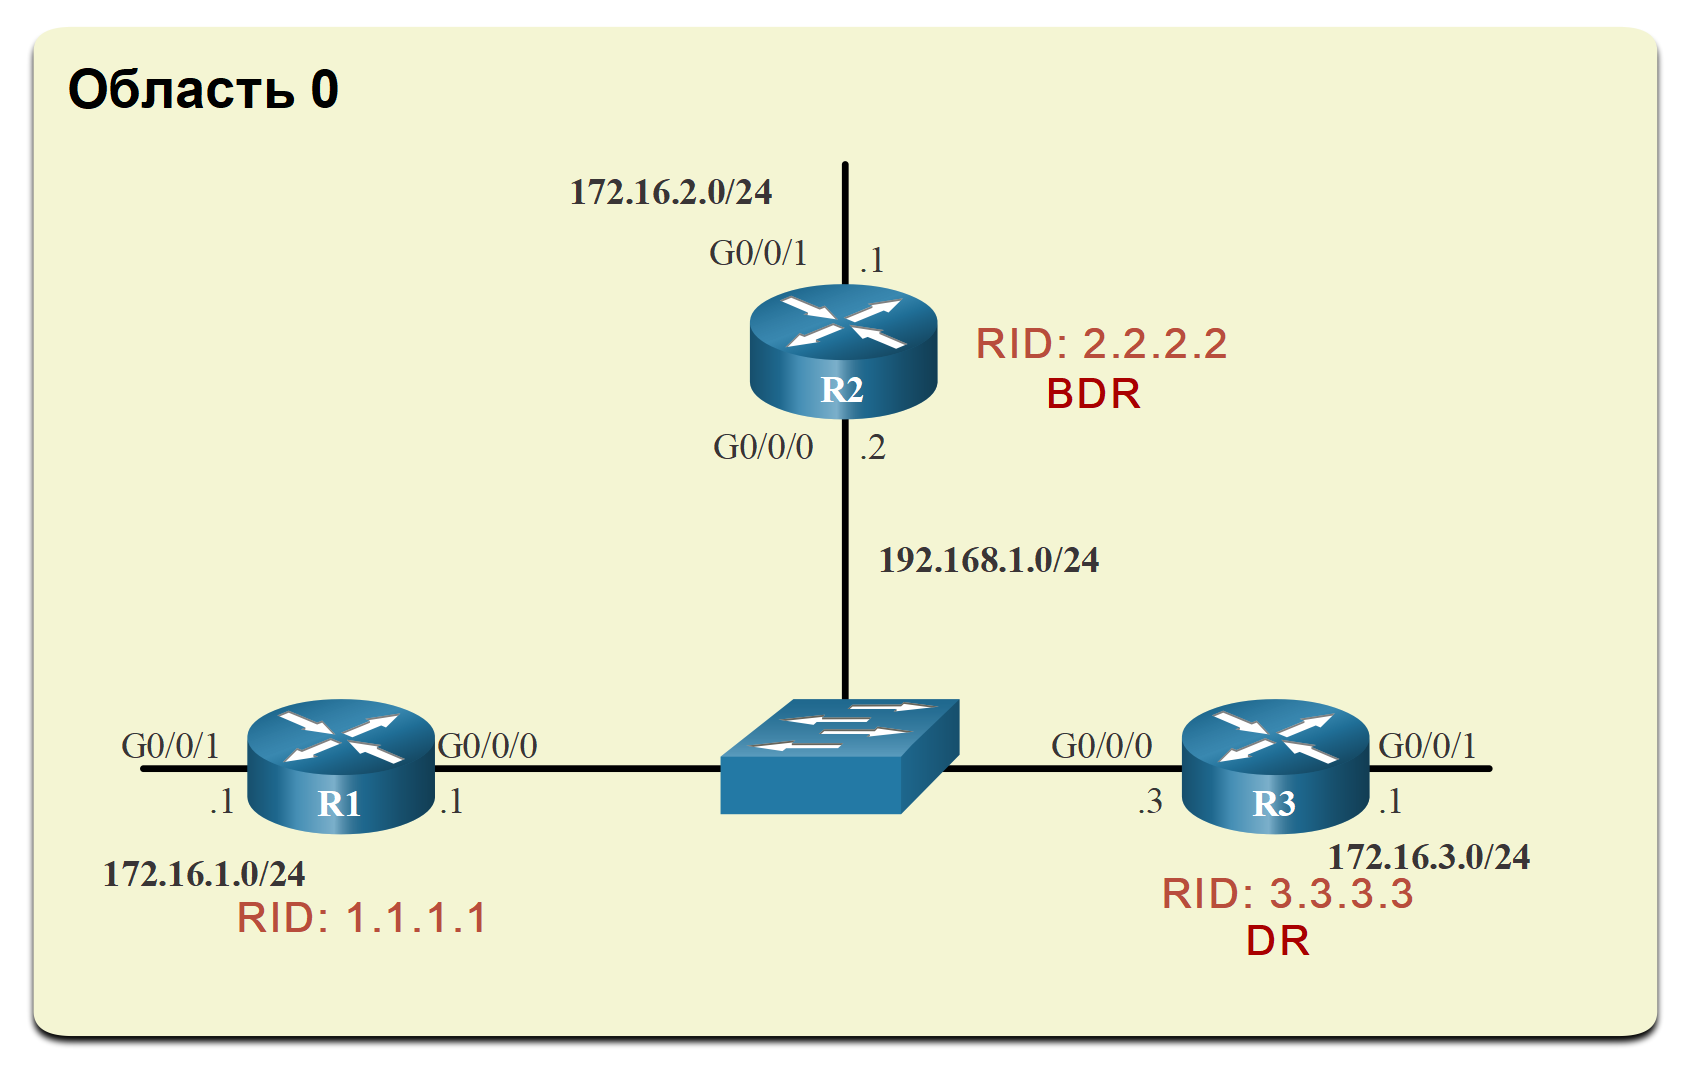 Область 0
172.16.2.0/24
G0/0/1
.1
R2
RID: 2.2.2.2
BDR
G0/0/0
.2
192.168.1.0/24
G0/0/1
.1
R1
G0/0/0
.1
172.16.1.0/24
RID: 1.1.1.1
G0/0/0
.3
R3
G0/0/1
.1
172.16.3.0/24
RID: 3.3.3.3
DR